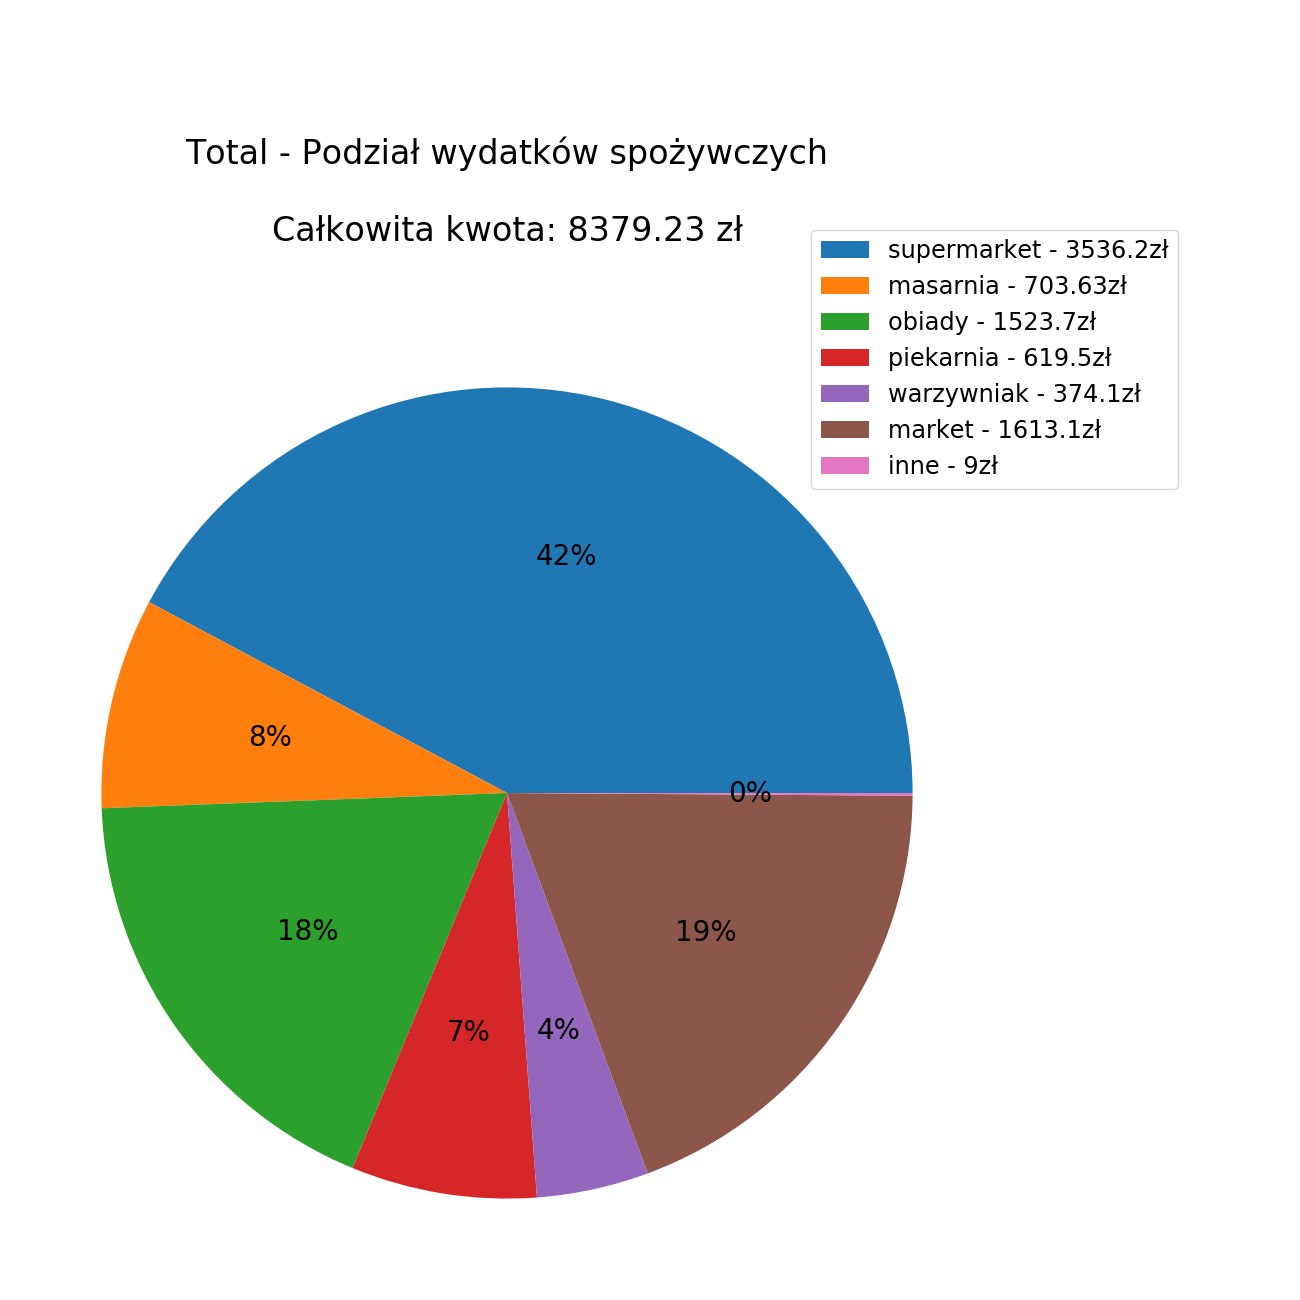 Total - Podział wydatków spożywczych
Całkowita kwota: 8379.23 zł
supermarket - 3536.2zł
masarnia - 703.63zł
obiady - 1523.7zł
piekarnia - 619.5zł
warzywniak - 374.1zł
market - 1613.1zł
inne - 9zł
42%
8%
0%
18%
19%
7%
4%